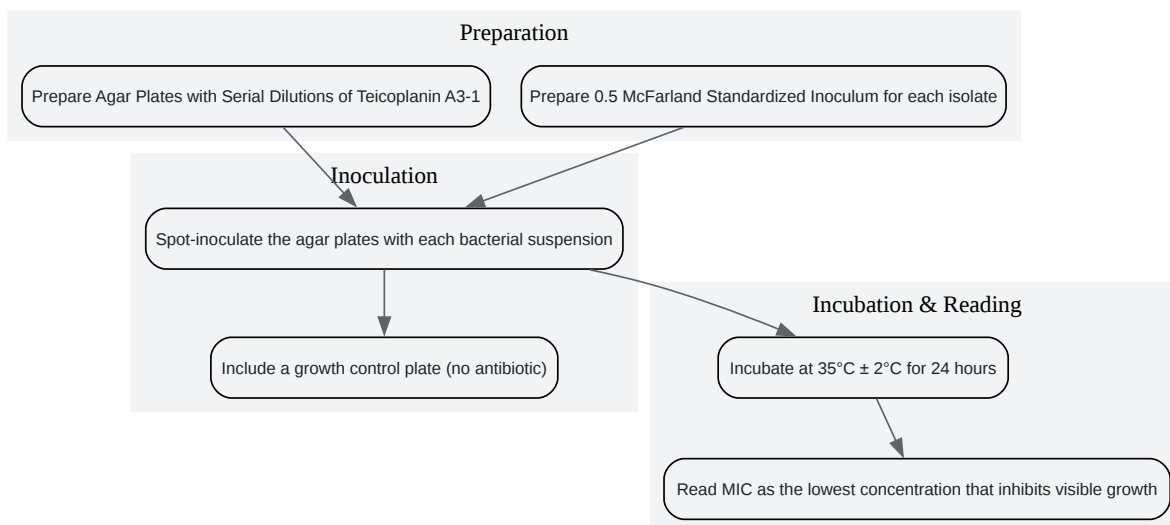 Preparation
Prepare Agar Plates with Serial Dilutions of Teicoplanin A3-1
Prepare 0.5 McFarland Standardized Inoculum for each isolate
Inoculation
Spot-inoculate the agar plates with each bacterial suspension
Include a growth control plate (no antibiotic)
Incubation & Reading
Incubate at 35°C ± 2°C for 24 hours
Read MIC as the lowest concentration that inhibits visible growth